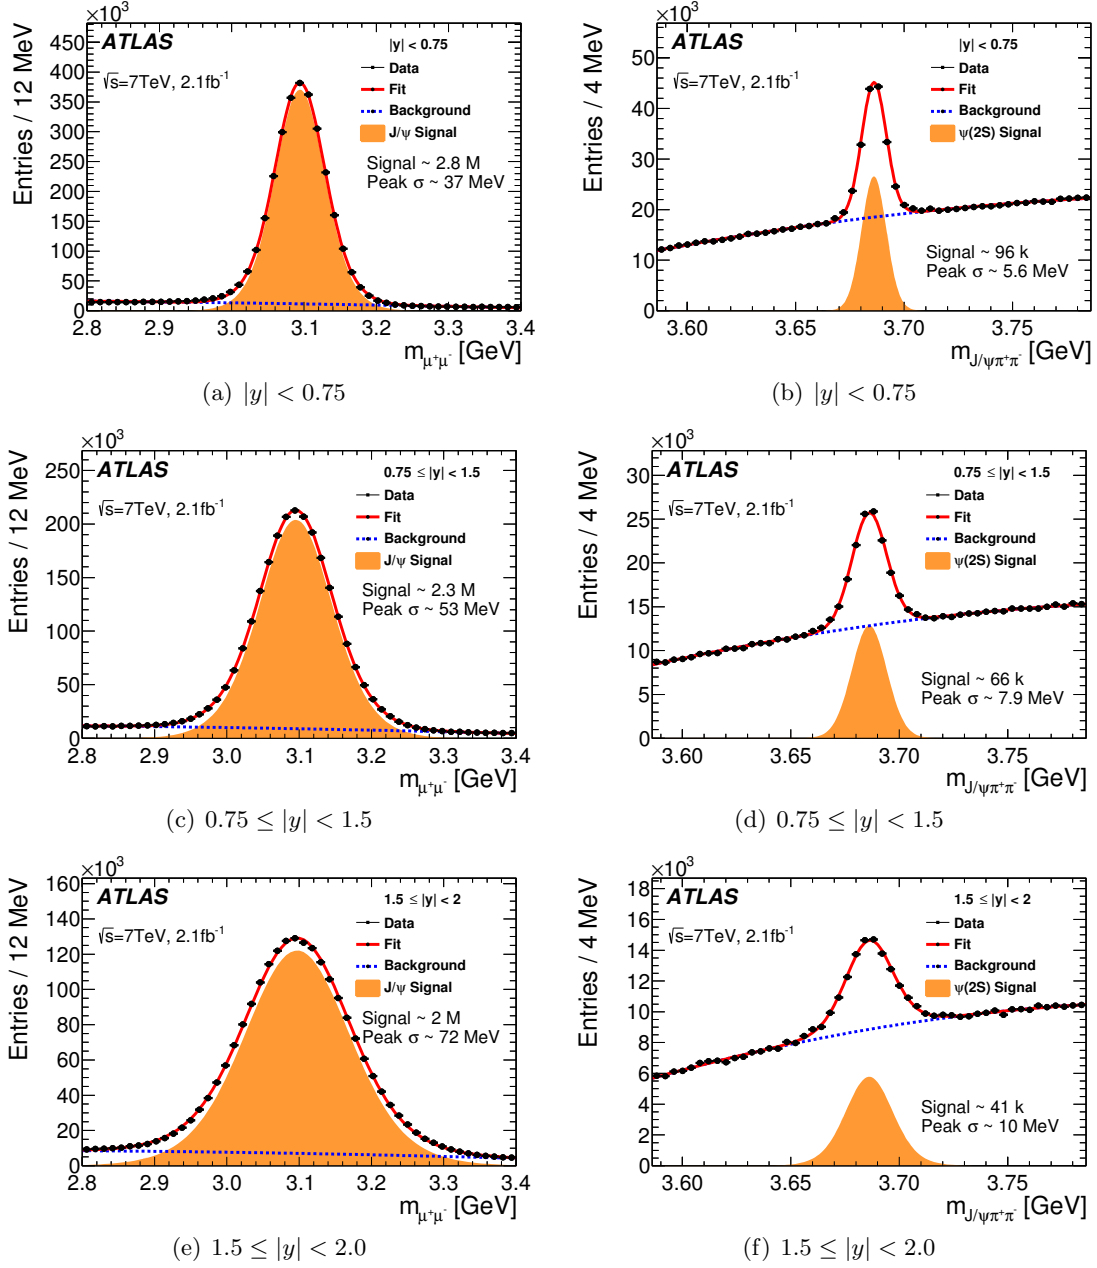 ×10³
ATLAS
|y| < 0.75
√s=7TeV, 2.1fb⁻¹
Data
Fit
Background
J/ψ Signal
Signal ~ 2.8 M
Peak σ ~ 37 MeV
Entries / 12 MeV
450
400
350
300
250
200
150
100
50
0
2.8 2.9 3.0 3.1 3.2 3.3 3.4
m_μ⁺μ⁻ [GeV]
(a) |y| < 0.75
×10³
ATLAS
|y| < 0.75
√s=7TeV, 2.1fb⁻¹
Data
Fit
Background
ψ(2S) Signal
Signal ~ 96 k
Peak σ ~ 5.6 MeV
Entries / 4 MeV
50
40
30
20
10
0
3.60 3.65 3.70 3.75
m_J/ψπ⁺π⁻ [GeV]
(b) |y| < 0.75
×10³
ATLAS
0.75 ≤ |y| < 1.5
√s=7TeV, 2.1fb⁻¹
Data
Fit
Background
J/ψ Signal
Signal ~ 2.3 M
Peak σ ~ 53 MeV
Entries / 12 MeV
250
200
150
100
50
0
2.8 2.9 3.0 3.1 3.2 3.3 3.4
m_μ⁺μ⁻ [GeV]
(c) 0.75 ≤ |y| < 1.5
×10³
ATLAS
0.75 ≤ |y| < 1.5
√s=7TeV, 2.1fb⁻¹
Data
Fit
Background
ψ(2S) Signal
Signal ~ 66 k
Peak σ ~ 7.9 MeV
Entries / 4 MeV
30
25
20
15
10
5
0
3.60 3.65 3.70 3.75
m_J/ψπ⁺π⁻ [GeV]
(d) 0.75 ≤ |y| < 1.5
×10³
ATLAS
1.5 ≤ |y| < 2
√s=7TeV, 2.1fb⁻¹
Data
Fit
Background
J/ψ Signal
Signal ~ 2 M
Peak σ ~ 72 MeV
Entries / 12 MeV
160
140
120
100
80
60
40
20
0
2.8 2.9 3.0 3.1 3.2 3.3 3.4
m_μ⁺μ⁻ [GeV]
(e) 1.5 ≤ |y| < 2.0
×10³
ATLAS
1.5 ≤ |y| < 2
√s=7TeV, 2.1fb⁻¹
Data
Fit
Background
ψ(2S) Signal
Signal ~ 41 k
Peak σ ~ 10 MeV
Entries / 4 MeV
18
16
14
12
10
8
6
4
2
0
3.60 3.65 3.70 3.75
m_J/ψπ⁺π⁻ [GeV]
(f) 1.5 ≤ |y| < 2.0